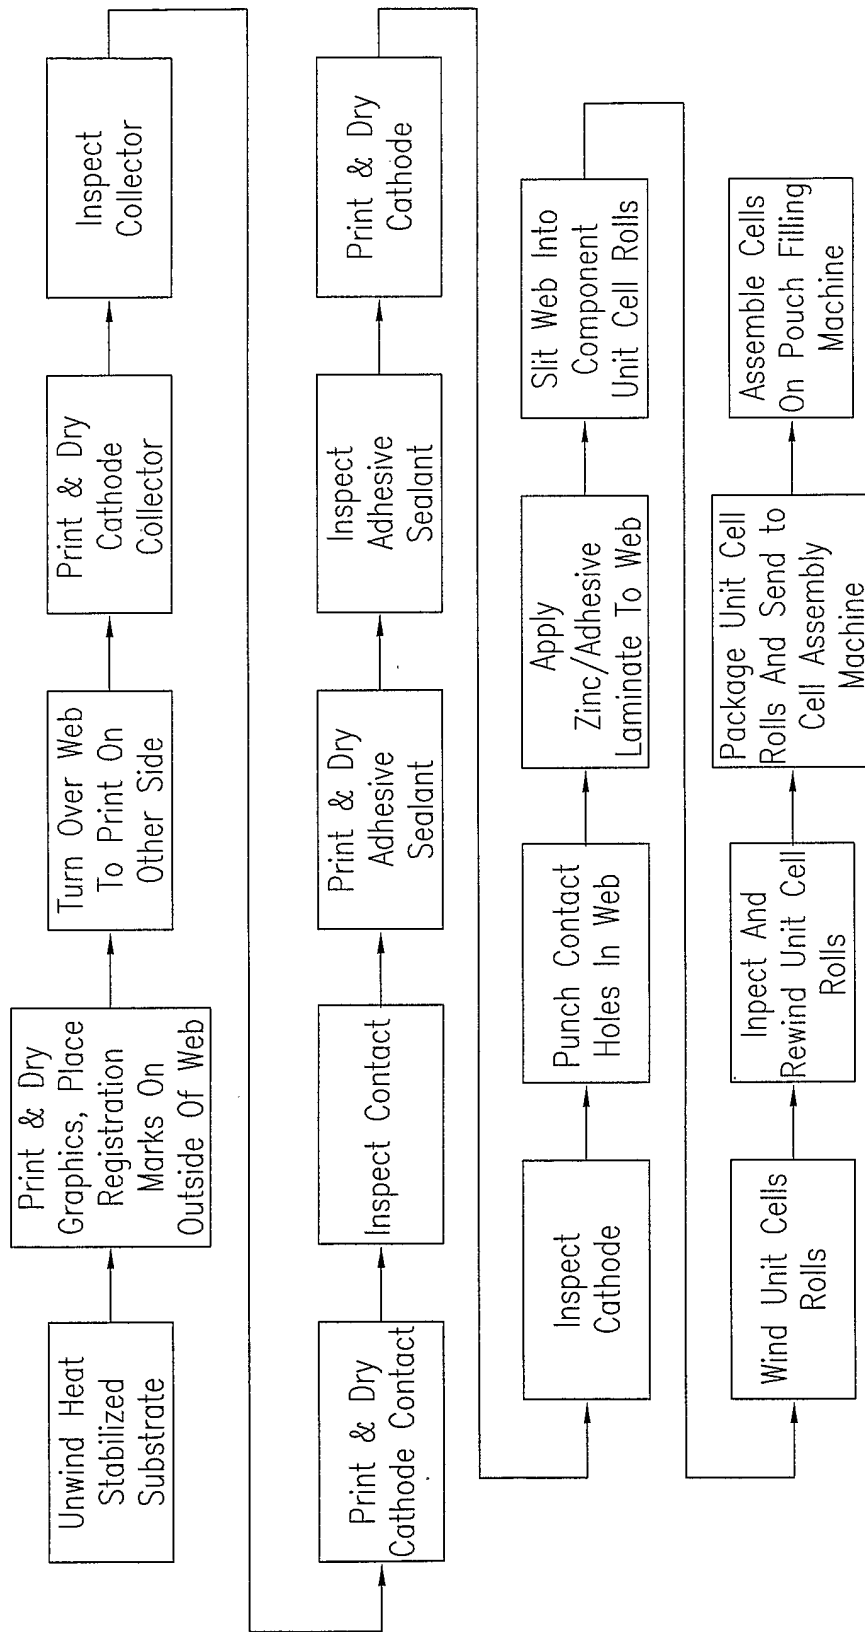 Unwind Heat
Stabilized
Substrate
Print & Dry
Graphics, Place
Registration
Marks On
Outside Of Web
Turn Over Web
To Print On
Other Side
Print & Dry
Cathode
Collector
Inspect
Collector
Print & Dry
Cathode Contact
Inspect Contact
Print & Dry
Adhesive
Sealant
Inspect
Adhesive
Sealant
Print & Dry
Cathode
Inspect
Cathode
Punch Contact
Holes In Web
Apply
Zinc/Adhesive
Laminate To Web
Slit Web Into
Component
Unit Cell Rolls
Wind Unit Cells
Rolls
Inpect And
Rewind Unit Cell
Rolls
Package Unit Cell
Rolls And Send to
Cell Assembly
Machine
Assemble Cells
On Pouch Filling
Machine